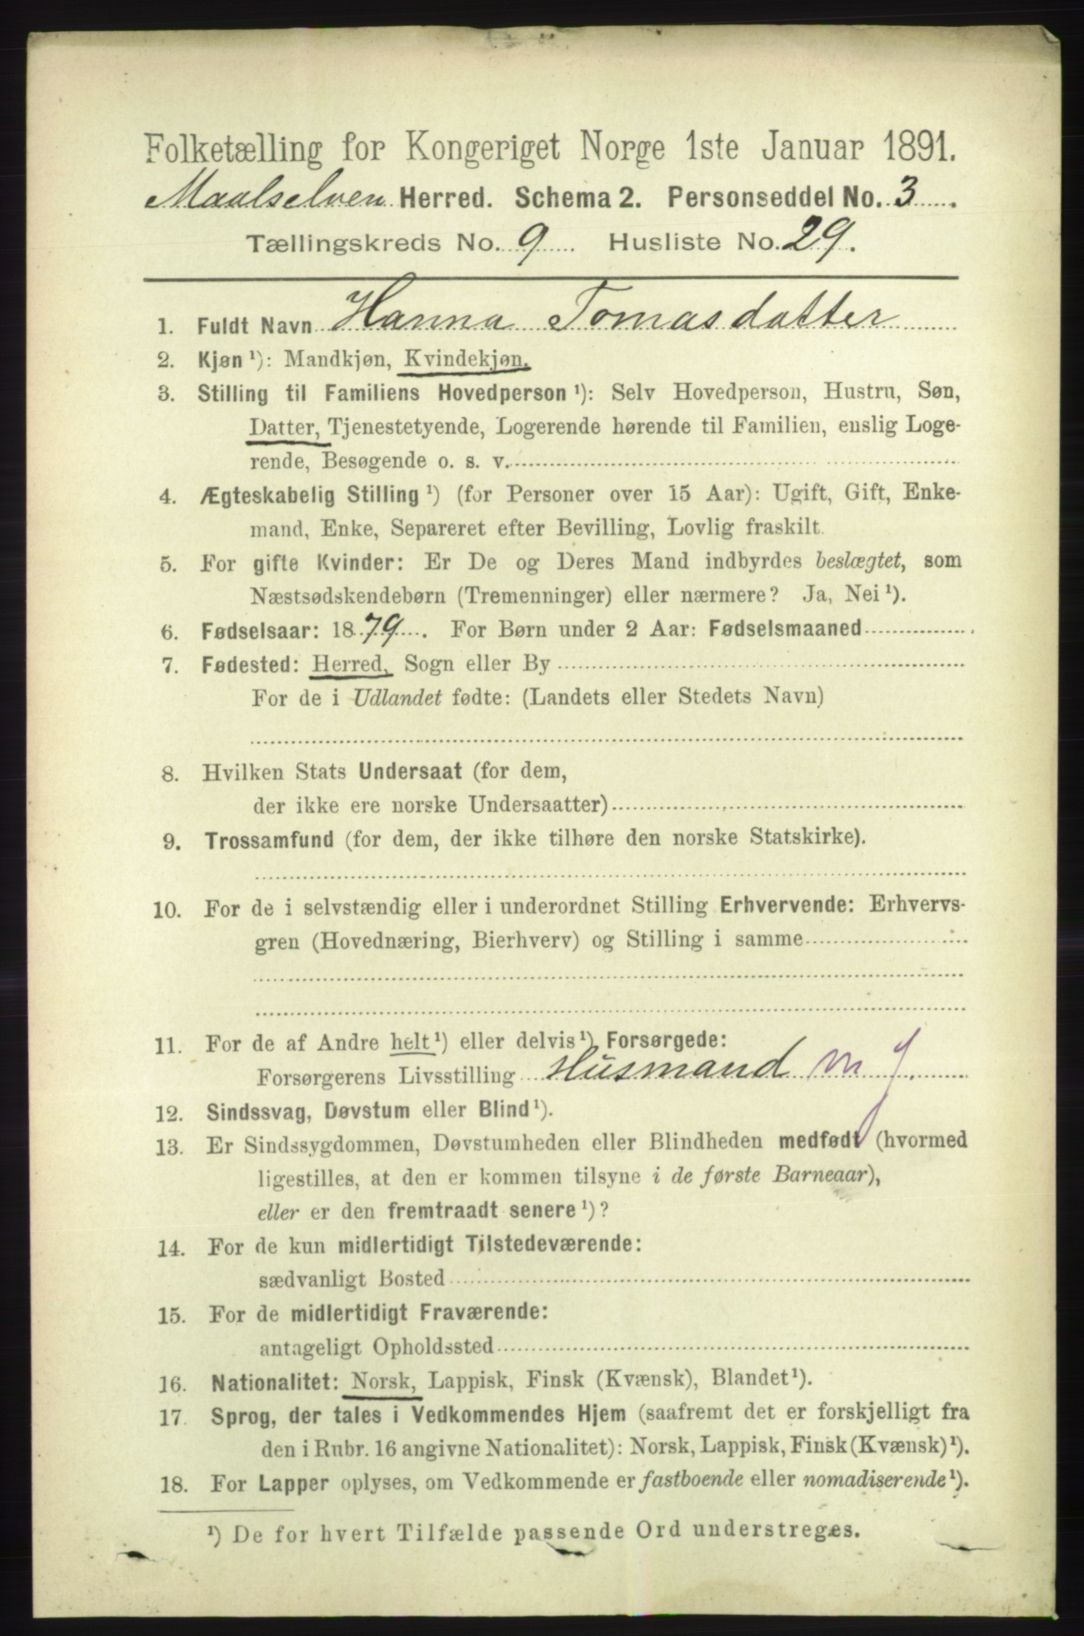 Folketælling for Kongeriget Norge 1ste Januar 1891.
Maalselven Herred. Schema 2. Personseddel No. 3.
Tællingskreds No. 9 Husliste No. 29.
1. Fuldt Navn Hanna Tomasdatter
2. Kjøn ¹): Mandkjøn, Kvindekjøn.
3. Stilling til Familiens Hovedperson ¹): Selv Hovedperson, Hustru, Søn,
Datter, Tjenestetyende, Logerende hørende til Familien, enslig Loge-
rende, Besøgende o. s. v.
4. Ægteskabelig Stilling ¹) (for Personer over 15 Aar): Ugift, Gift, Enke-
mand, Enke, Separeret efter Bevilling, Lovlig fraskilt.
5. For gifte Kvinder: Er De og Deres Mand indbyrdes beslægtet, som
Næstsødskendebørn (Tremenninger) eller nærmere? Ja, Nei ¹).
6. Fødselsaar: 1879. For Børn under 2 Aar: Fødselsmaaned
7. Fødested: Herred, Sogn eller By
For de i Udlandet fødte: (Landets eller Stedets Navn)
8. Hvilken Stats Undersaat (for dem,
der ikke ere norske Undersaatter)
9. Trossamfund (for dem, der ikke tilhøre den norske Statskirke).
10. For de i selvstændig eller i underordnet Stilling Erhvervende: Erhvervs-
gren (Hovednæring, Bierhverv) og Stilling i samme
11. For de af Andre helt ¹) eller delvis ¹) Forsørgede:
Forsørgerens Livsstilling Husmand m J.
12. Sindssvag, Døvstum eller Blind ¹).
13. Er Sindssygdommen, Døvstumheden eller Blindheden medfødt (hvormed
ligestilles, at den er kommen tilsyne i de første Barneaar),
eller er den fremtraadt senere ¹)?
14. For de kun midlertidigt Tilstedeværende:
sædvanligt Bosted
15. For de midlertidigt Fraværende:
antageligt Opholdssted
16. Nationalitet: Norsk, Lappisk, Finsk (Kvænsk), Blandet ¹).
17. Sprog, der tales i Vedkommendes Hjem (saafremt det er forskjelligt fra
den i Rubr. 16 angivne Nationalitet): Norsk, Lappisk, Finsk (Kvænsk) ¹).
18. For Lapper oplyses, om Vedkommende er fastboende eller nomadiserende ¹).
¹) De for hvert Tilfælde passende Ord understreges.